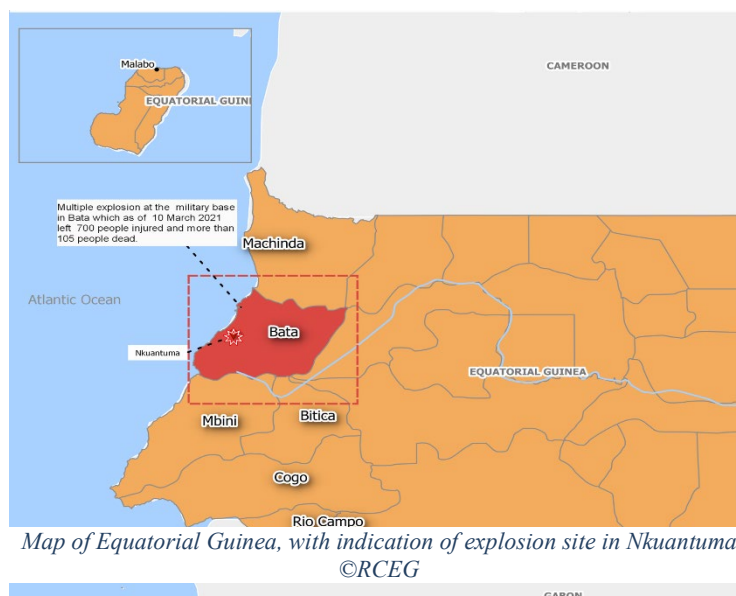 Malabo
EQUATORIAL GUIN
CAMEROON
Multiple explosion at the military base
in Bata which as of 10 March 2021
left 700 people injured and more than
105 people dead.
Machinda
Atlantic Ocean
Bata
Nkuantuma
EQUATORIAL GUINEA
Mbini
Bitica
Cogo
Rio Campo
Map of Equatorial Guinea, with indication of explosion site in Nkuantuma
©RCEG
GABON